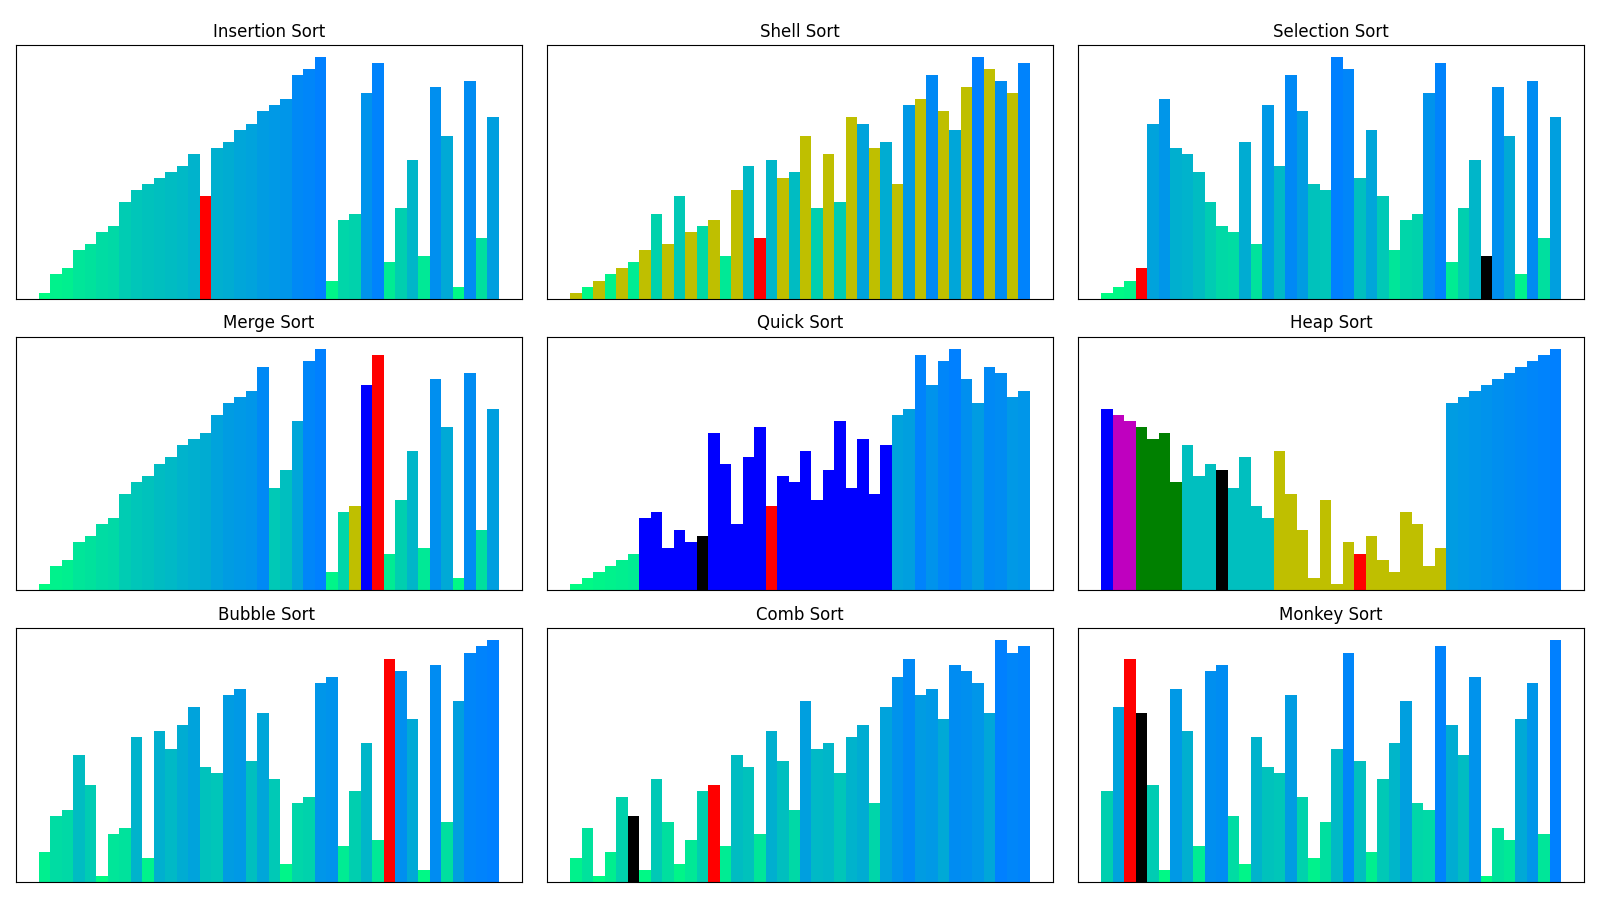 Insertion Sort
Shell Sort
Selection Sort
Merge Sort
Quick Sort
Heap Sort
Bubble Sort
Comb Sort
Monkey Sort